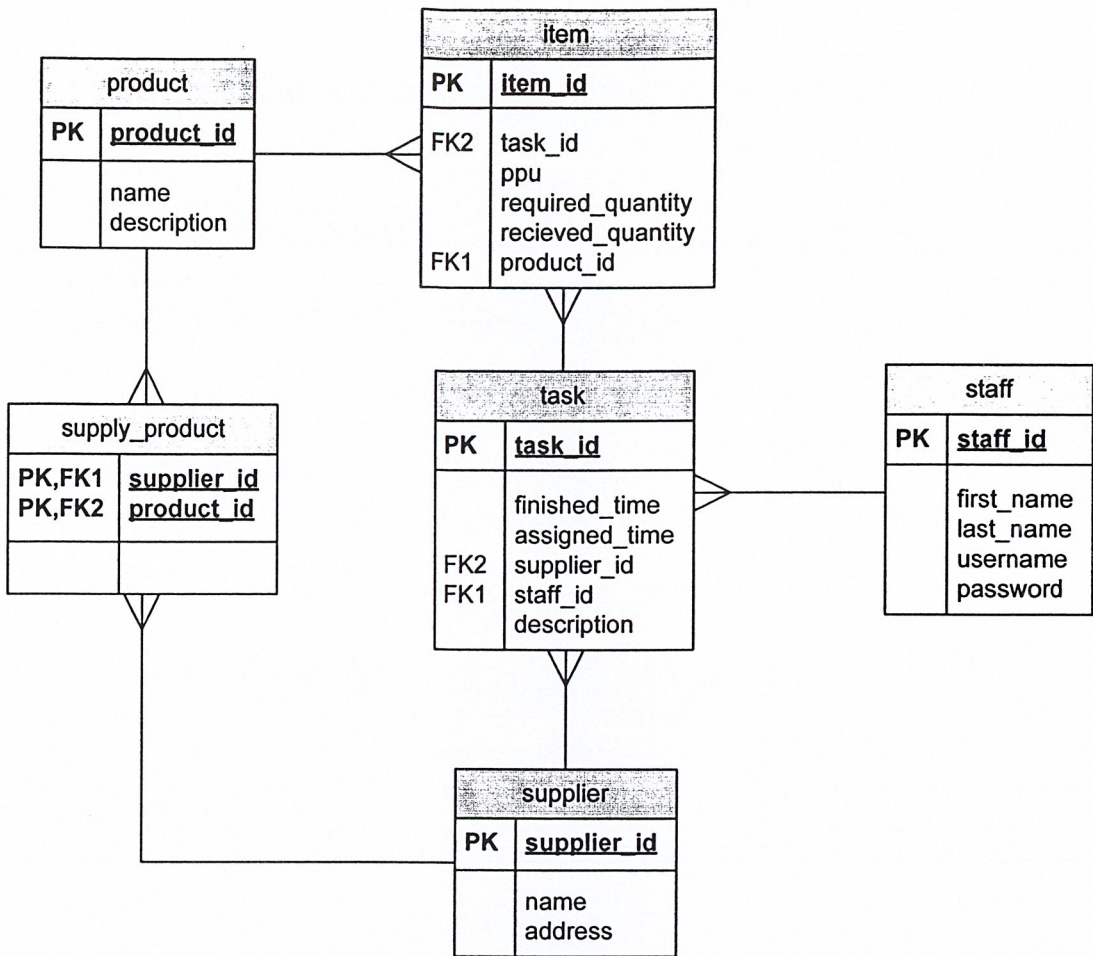 item
PK item_id
FK2 task_id
ppu
required_quantity
recieved_quantity
FK1 product_id
product
PK product_id
name
description
supply_product
PK,FK1 supplier_id
PK,FK2 product_id
task
PK task_id
finished_time
assigned_time
FK2 supplier_id
FK1 staff_id
description
staff
PK staff_id
first_name
last_name
username
password
supplier
PK supplier_id
name
address